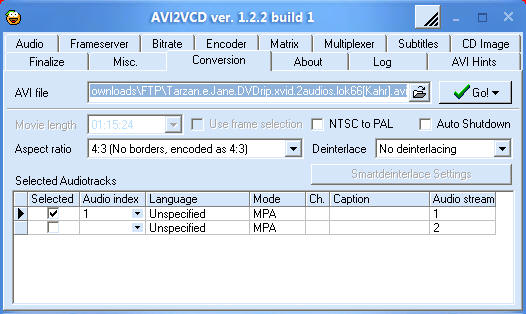 AVI2VCD ver. 1.2.2 build 1
Audio Frameserver Bitrate Encoder Matrix Multiplexer Subtitles CD Image
Finalize Misc. Conversion About Log AVI Hints
AVI file ownloads\FTP\Tarzan.e.Jane.DVDrip.xvid.2audios.lok66[Kahr].avi Go!
Movie length 01:15:24 Use frame selection NTSC to PAL Auto Shutdown
Aspect ratio 4:3 (No borders, encoded as 4:3) Deinterlace No deinterlacing
Smartdeinterlace Settings
Selected Audiotracks
Selected Audio index Language Mode Ch. Caption Audio stream
1 Unspecified MPA 1
Unspecified MPA 2